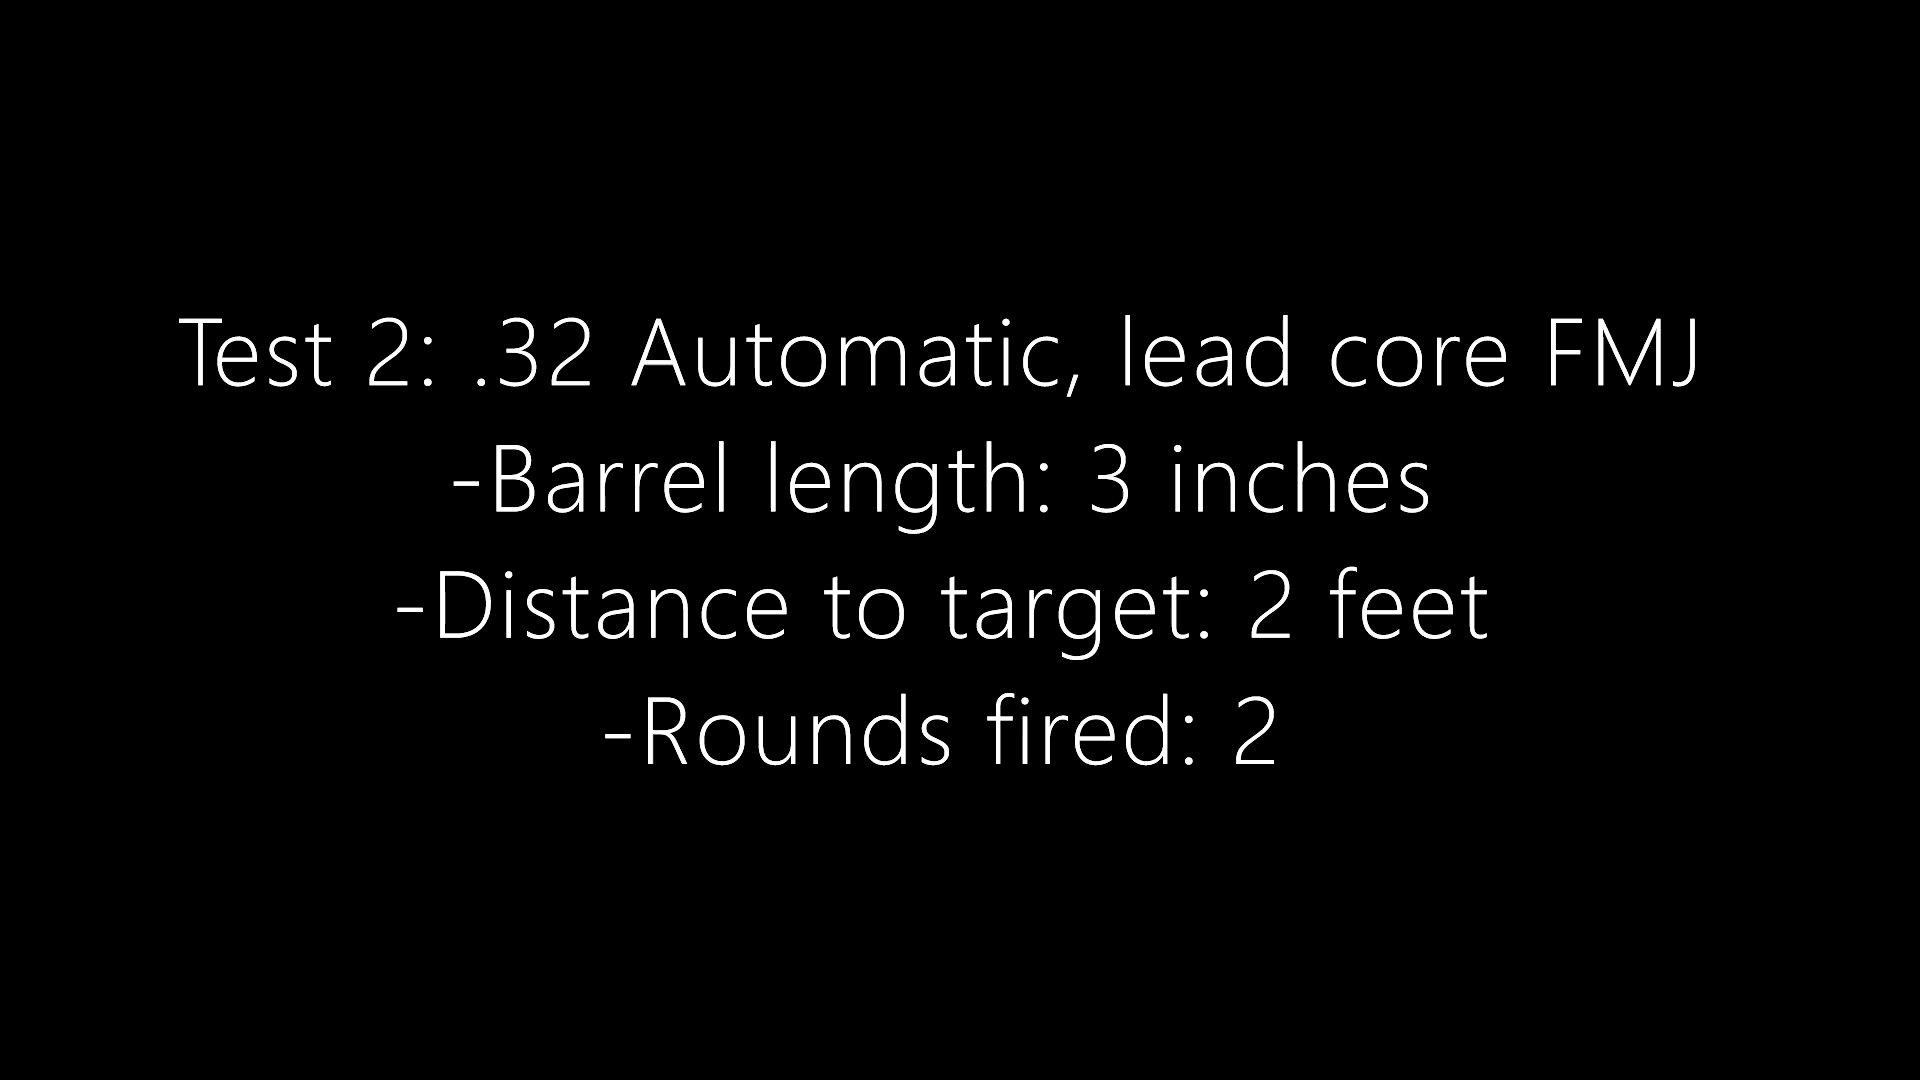 Test 2: .32 Automatic, lead core FMJ
-Barrel length: 3 inches
-Distance to target: 2 feet
-Rounds fired: 2